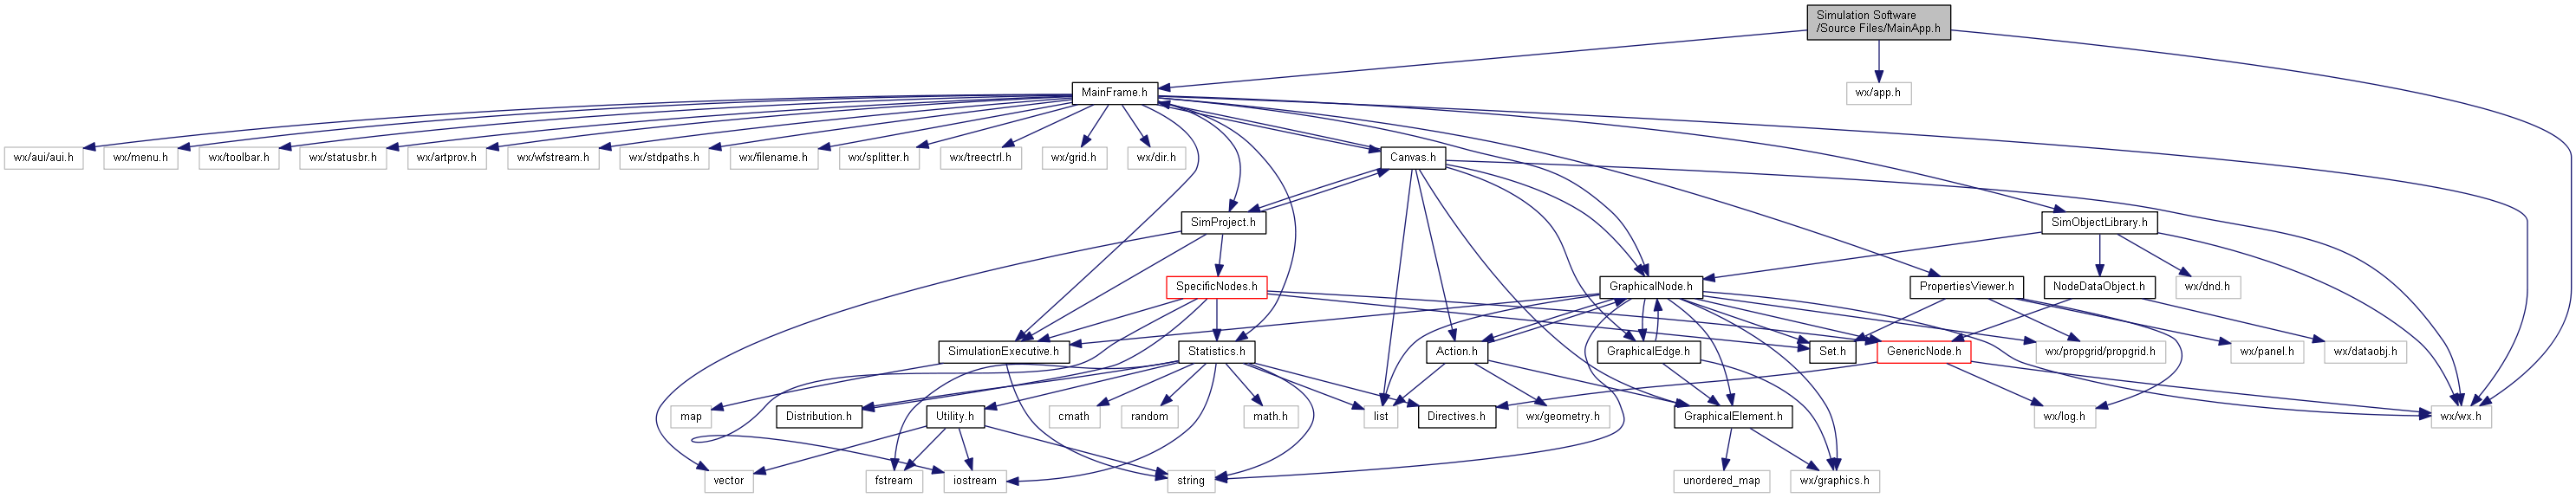 Simulation Software
/Source Files/MainApp.h
MainFrame.h
wx/app.h
wx/aui/aui.h
wx/menu.h
wx/toolbar.h
wx/statusbr.h
wx/artprov.h
wx/wfstream.h
wx/stdpaths.h
wx/filename.h
wx/splitter.h
wx/treectrl.h
wx/grid.h
wx/dir.h
Canvas.h
SimProject.h
SimObjectLibrary.h
SpecificNodes.h
GraphicalNode.h
PropertiesViewer.h
NodeDataObject.h
wx/dnd.h
SimulationExecutive.h
Statistics.h
Action.h
GraphicalEdge.h
Set.h
GenericNode.h
wx/propgrid/propgrid.h
wx/panel.h
wx/dataobj.h
map
Distribution.h
Utility.h
cmath
random
math.h
list
Directives.h
wx/geometry.h
GraphicalElement.h
wx/log.h
wx/wx.h
vector
fstream
iostream
string
unordered_map
wx/graphics.h